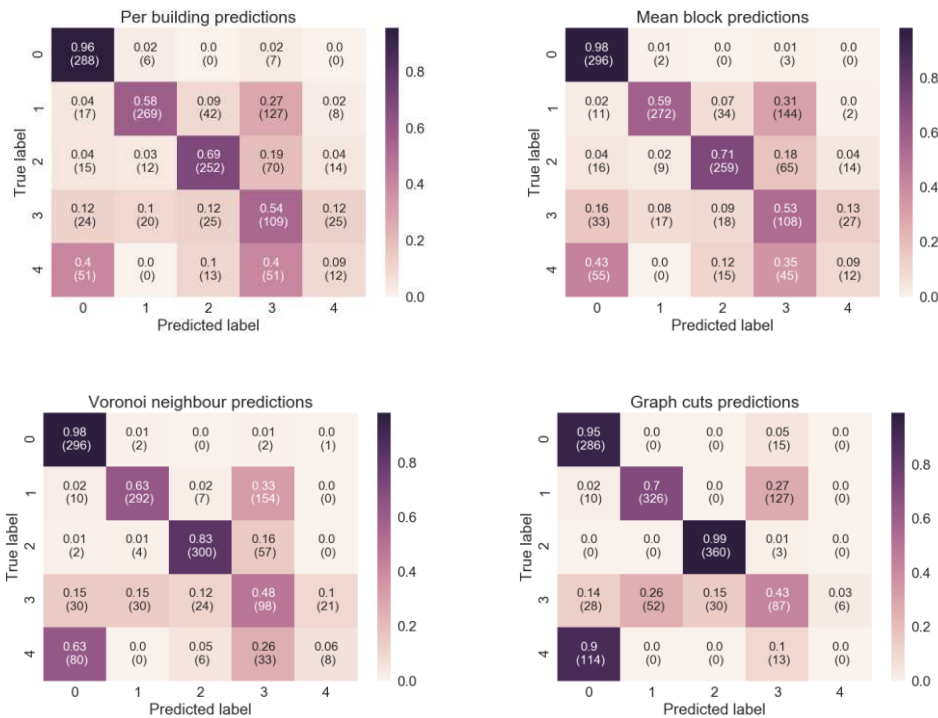 Per building predictions
True label
0
0.96 0.02 0.0 0.02 0.0
(288) (6) (0) (7) (0)
1
0.04 0.58 0.09 0.27 0.02
(17) (269) (42) (127) (8)
2
0.04 0.03 0.69 0.19 0.04
(15) (12) (252) (70) (14)
3
0.12 0.1 0.12 0.54 0.12
(24) (20) (25) (109) (25)
4
0.4 0.0 0.1 0.4 0.09
(51) (0) (13) (51) (12)
0 1 2 3 4
Predicted label
0.8
0.6
0.4
0.2
0.0
Mean block predictions
True label
0
0.98 0.01 0.0 0.01 0.0
(296) (2) (0) (3) (0)
1
0.02 0.59 0.07 0.31 0.0
(11) (272) (34) (144) (2)
2
0.04 0.02 0.71 0.18 0.04
(16) (9) (259) (65) (14)
3
0.16 0.08 0.09 0.53 0.13
(33) (17) (18) (108) (27)
4
0.43 0.0 0.12 0.35 0.09
(55) (0) (15) (45) (12)
0 1 2 3 4
Predicted label
0.8
0.6
0.4
0.2
0.0
Voronoi neighbour predictions
True label
0
0.98 0.01 0.0 0.01 0.0
(296) (2) (0) (2) (1)
1
0.02 0.63 0.02 0.33 0.0
(10) (292) (7) (154) (0)
2
0.01 0.01 0.83 0.16 0.0
(2) (4) (300) (57) (0)
3
0.15 0.15 0.12 0.48 0.1
(30) (30) (24) (98) (21)
4
0.63 0.0 0.05 0.26 0.06
(80) (0) (6) (33) (8)
0 1 2 3 4
Predicted label
0.8
0.6
0.4
0.2
0.0
Graph cuts predictions
True label
0
0.95 0.0 0.0 0.05 0.0
(286) (0) (0) (15) (0)
1
0.02 0.7 0.0 0.27 0.0
(10) (326) (0) (127) (0)
2
0.0 0.0 0.99 0.01 0.0
(0) (0) (360) (3) (0)
3
0.14 0.26 0.15 0.43 0.03
(28) (52) (30) (87) (6)
4
0.9 0.0 0.0 0.1 0.0
(114) (0) (0) (13) (0)
0 1 2 3 4
Predicted label
0.8
0.6
0.4
0.2
0.0